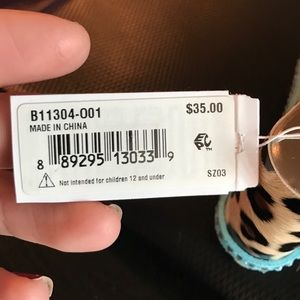 B11304-001 $35.00
MADE IN CHINA
8 89295 13033 9
Not intended for children 12 and under
SZ03